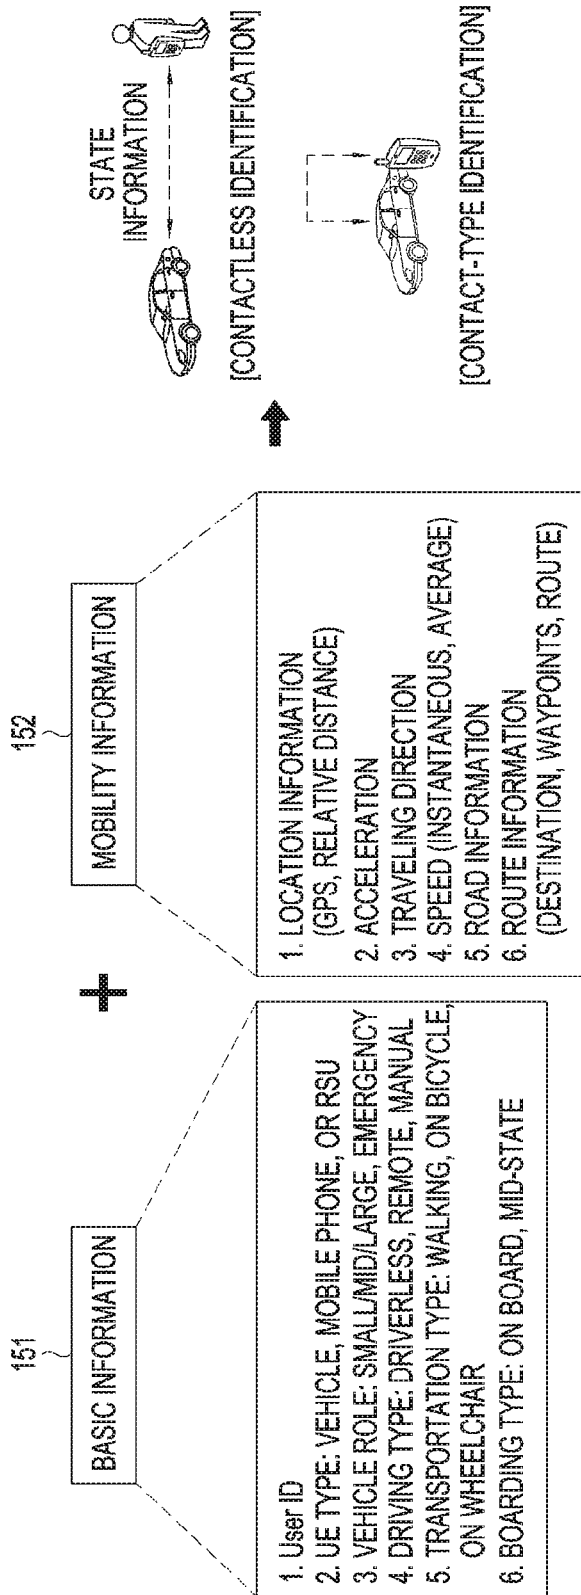 151
BASIC INFORMATION
1. User ID
2. UE TYPE: VEHICLE, MOBILE PHONE, OR RSU
3. VEHICLE ROLE: SMALL/MID/LARGE, EMERGENCY
4. DRIVING TYPE: DRIVERLESS, REMOTE, MANUAL
5. TRANSPORTATION TYPE: WALKING, ON BICYCLE,
ON WHEELCHAIR
6. BOARDING TYPE: ON BOARD, MID-STATE
+
152
MOBILITY INFORMATION
1. LOCATION INFORMATION
(GPS, RELATIVE DISTANCE)
2. ACCELERATION
3. TRAVELING DIRECTION
4. SPEED (INSTANTANEOUS, AVERAGE)
5. ROAD INFORMATION
6. ROUTE INFORMATION
(DESTINATION, WAYPOINTS, ROUTE)
STATE
INFORMATION
[CONTACTLESS IDENTIFICATION]
[CONTACT-TYPE IDENTIFICATION]